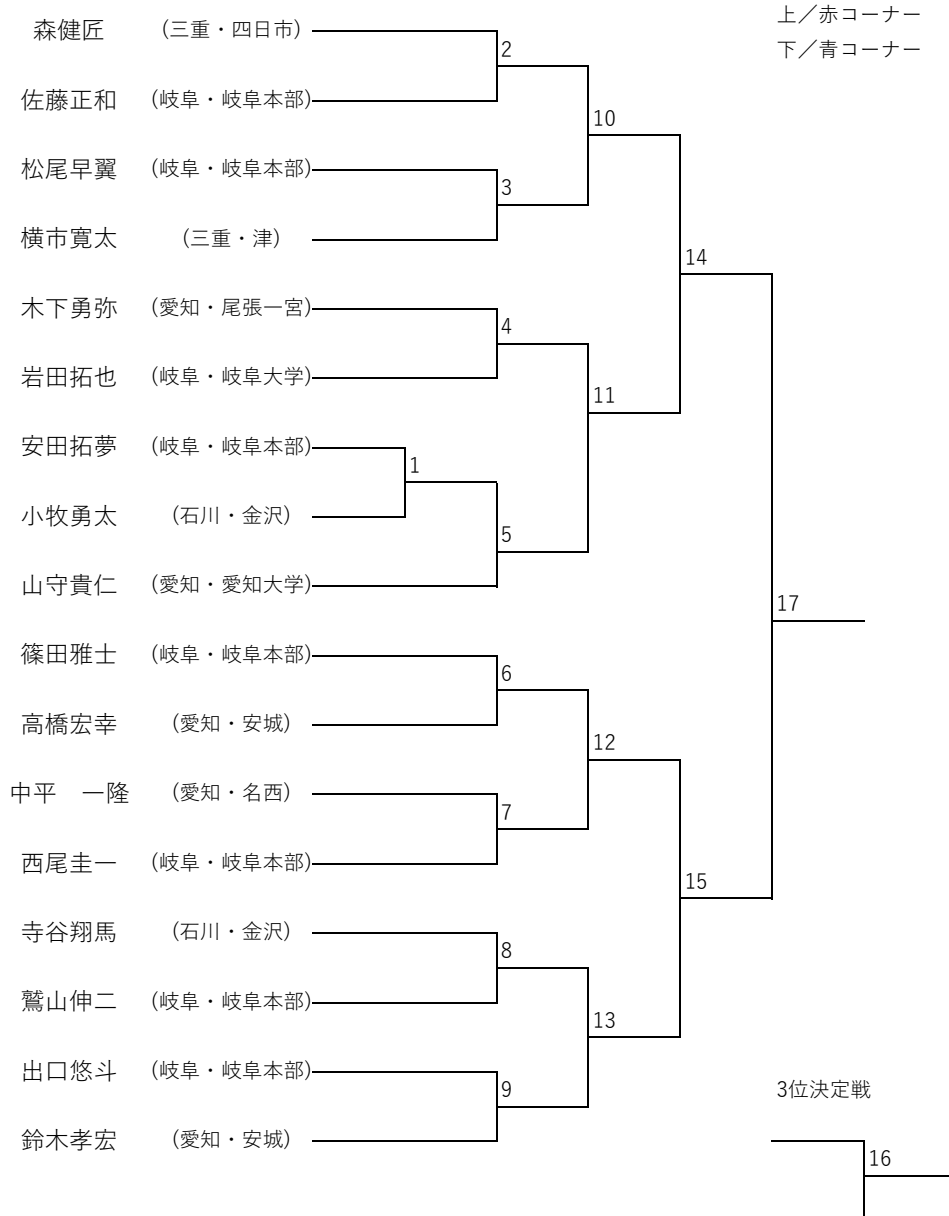 上／赤コーナー
森健匠 (三重・四日市)
下／青コーナー
2
佐藤正和 (岐阜・岐阜本部)
10
松尾早翼 (岐阜・岐阜本部)
3
横市寛太 (三重・津)
14
木下勇弥 (愛知・尾張一宮)
4
岩田拓也 (岐阜・岐阜大学)
11
安田拓夢 (岐阜・岐阜本部)
1
小牧勇太 (石川・金沢)
5
山守貴仁 (愛知・愛知大学)
17
篠田雅士 (岐阜・岐阜本部)
6
高橋宏幸 (愛知・安城)
12
中平　一隆 (愛知・名西)
7
西尾圭一 (岐阜・岐阜本部)
15
寺谷翔馬 (石川・金沢)
8
鷲山伸二 (岐阜・岐阜本部)
13
出口悠斗 (岐阜・岐阜本部)
9
3位決定戦
鈴木孝宏 (愛知・安城)
16